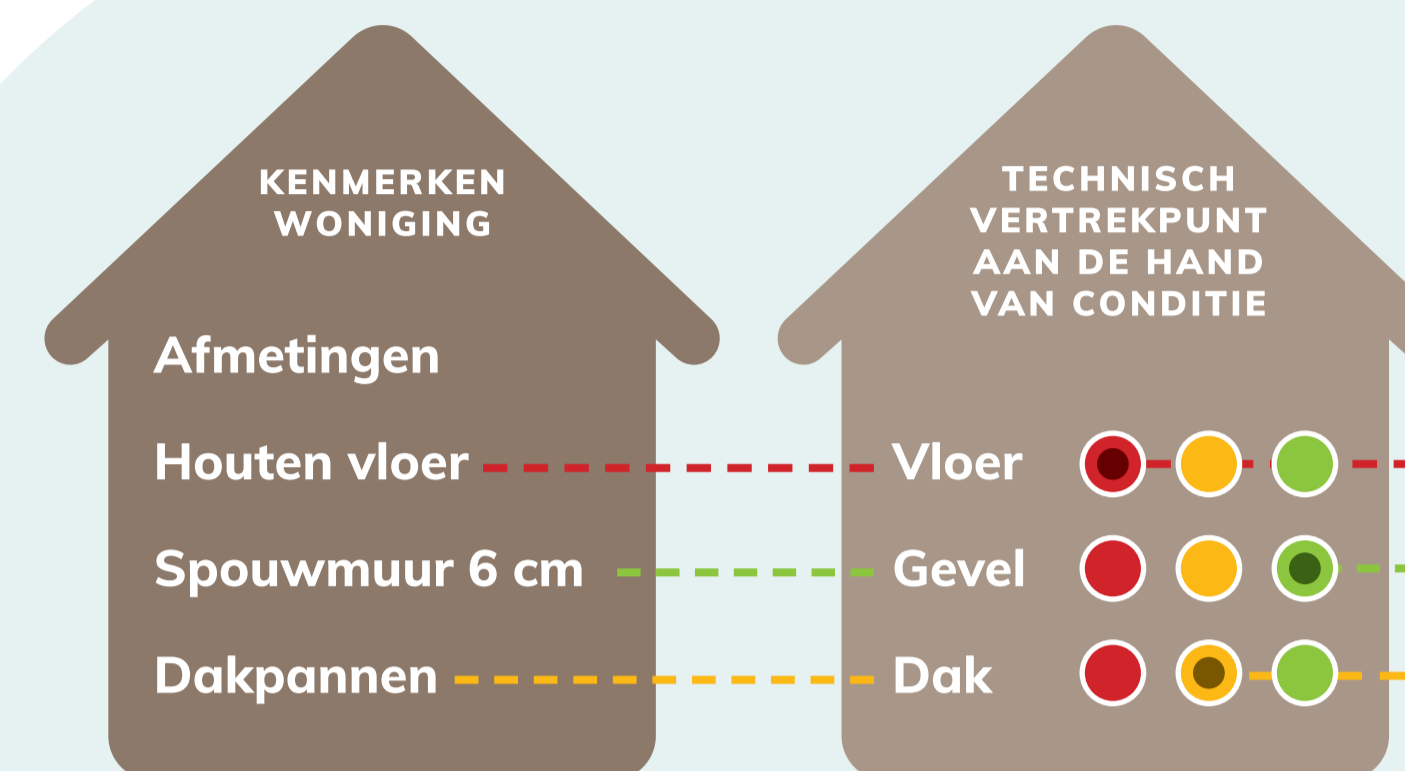 KENMERKEN
WONIGING
Afmetingen
Houten vloer
Spouwmuur 6 cm
Dakpannen
TECHNISCH
VERTREKPUNT
AAN DE HAND
VAN CONDITIE
Vloer
Gevel
Dak